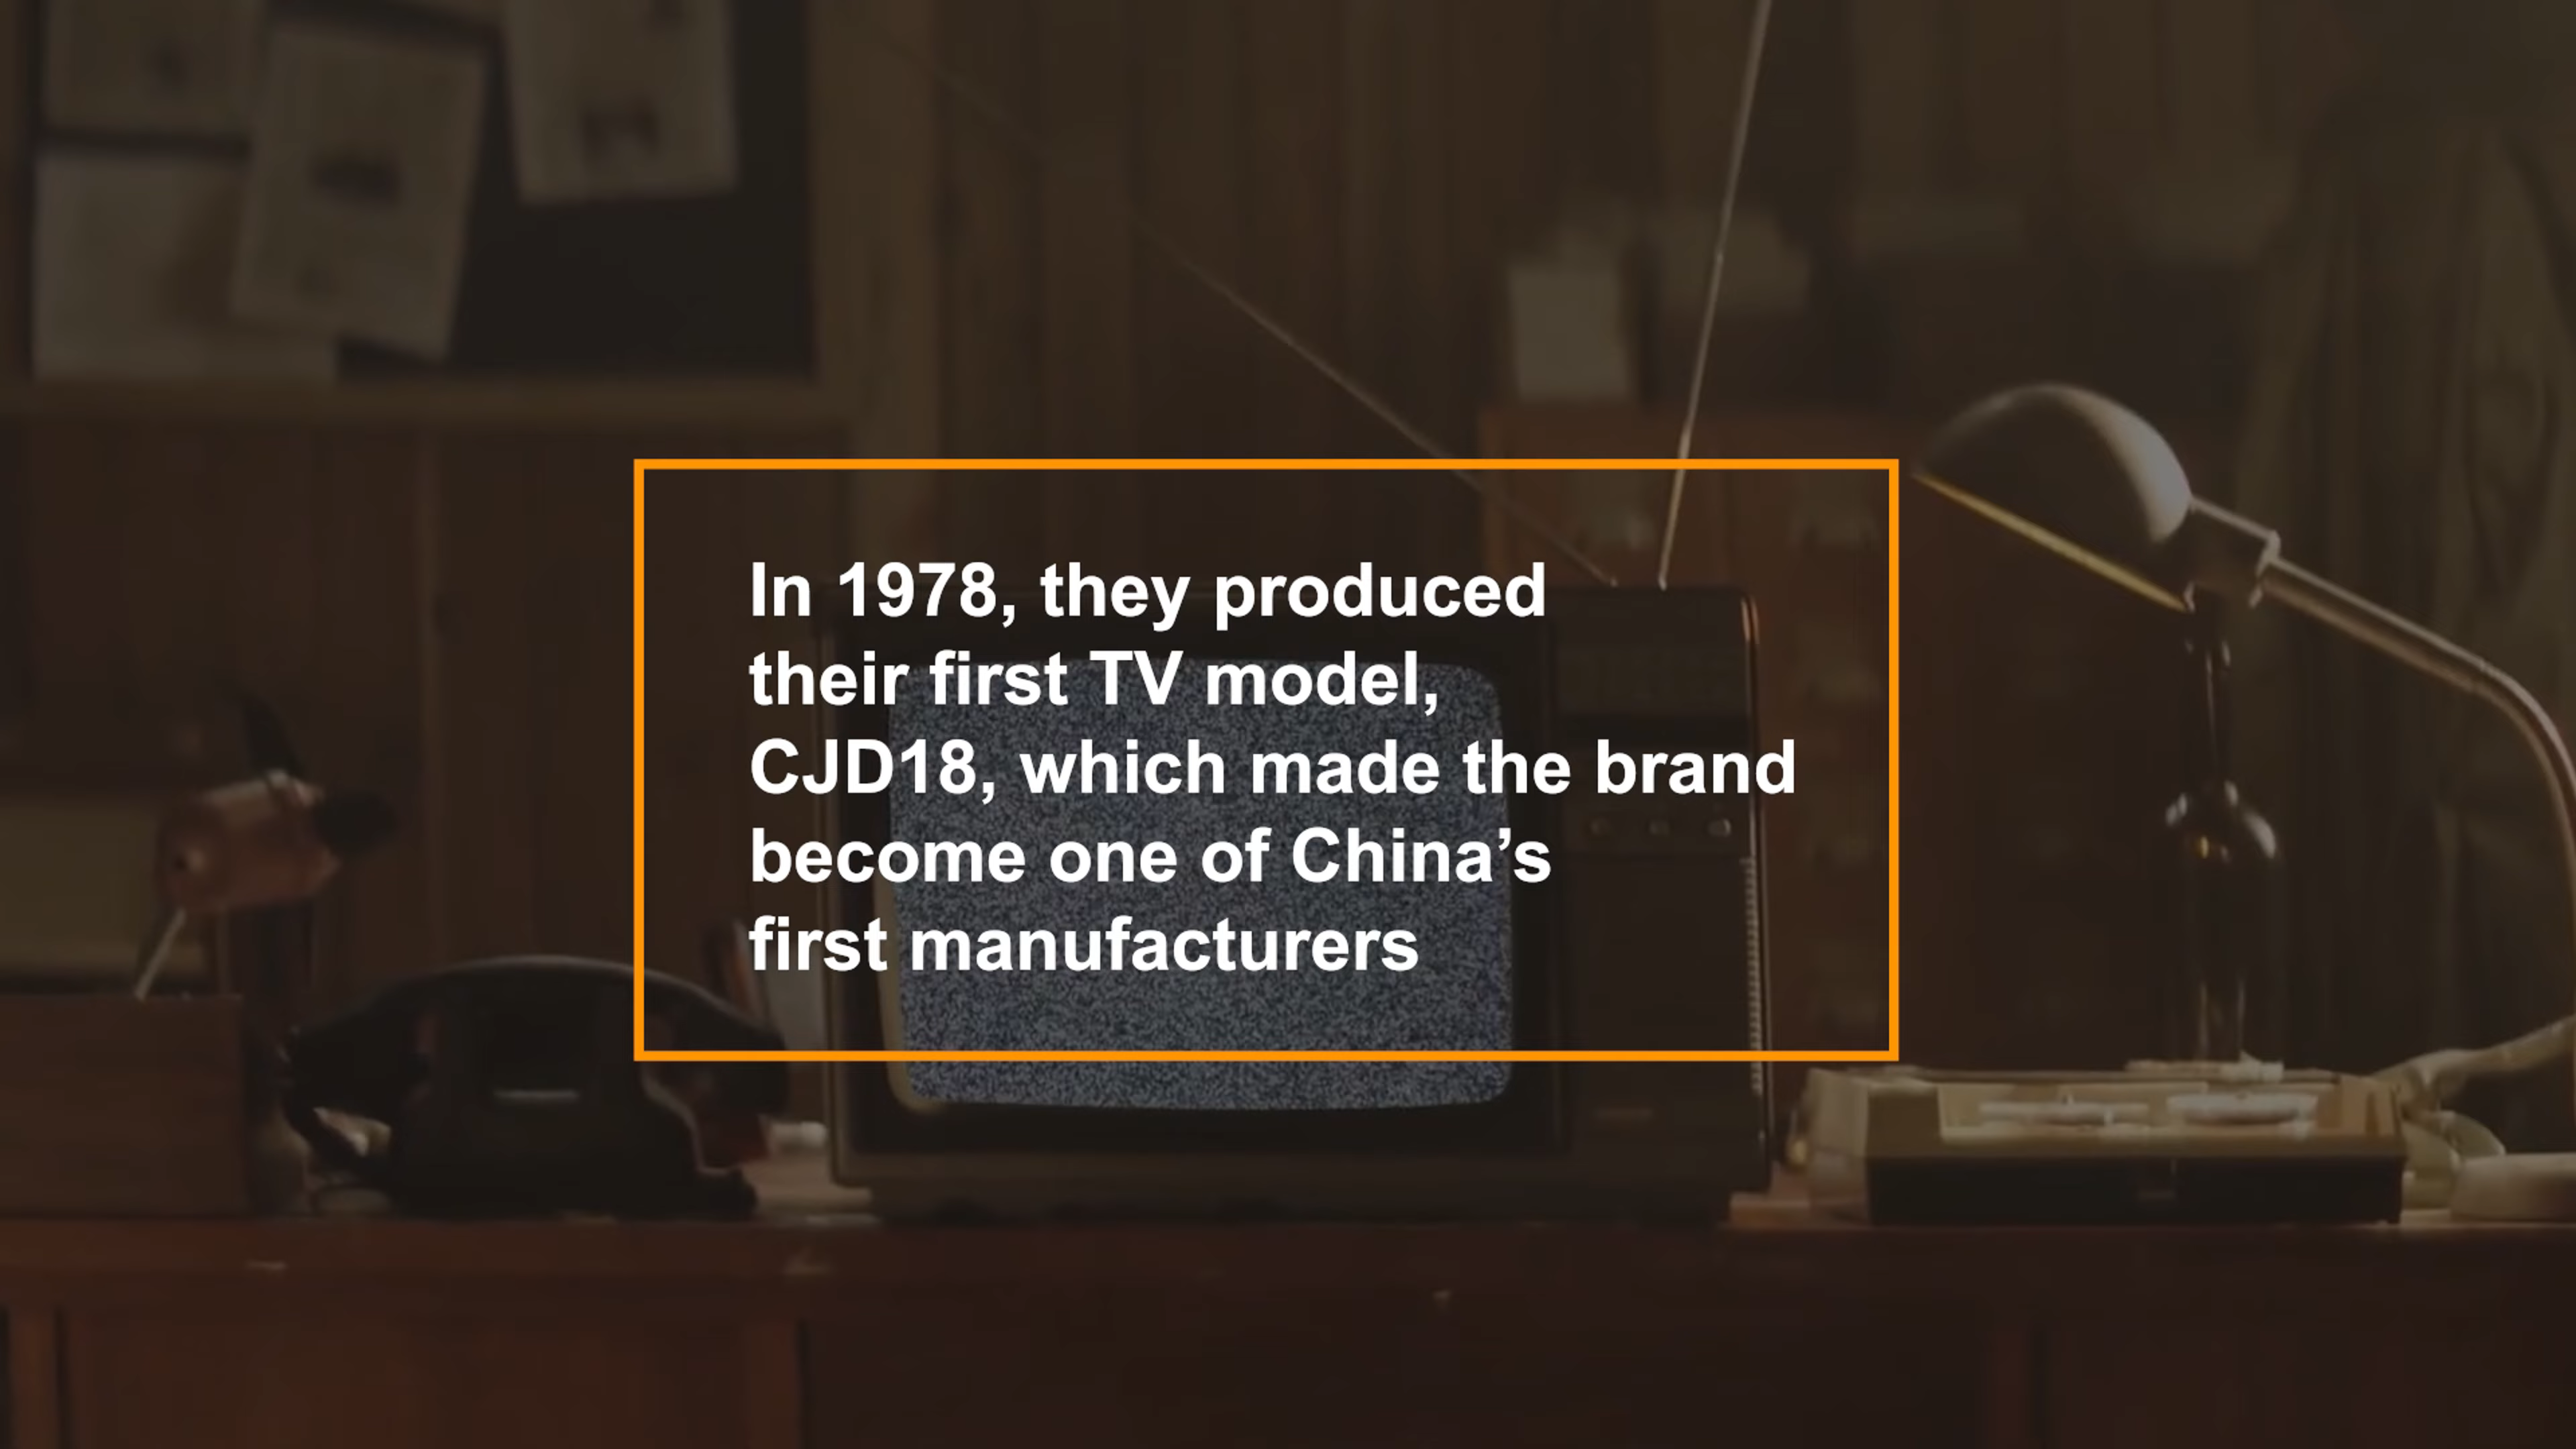 In 1978, they produced
their first TV model,
CJD18, which made the brand
become one of China’s
first manufacturers